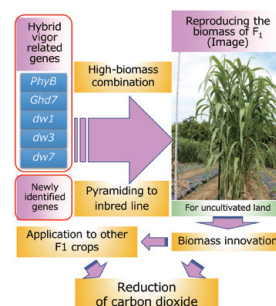 Hybrid
vigor
related
genes
PhyB
Ghd7
dw1
dw3
dw7
Newly
identified
genes
High-biomass
combination
Pyramiding to
inbred line
Reproducing the
biomass of F1
(Image)
For uncultivated land
Biomass innovation
Application to other
F1 crops
Reduction
of carbon dioxide